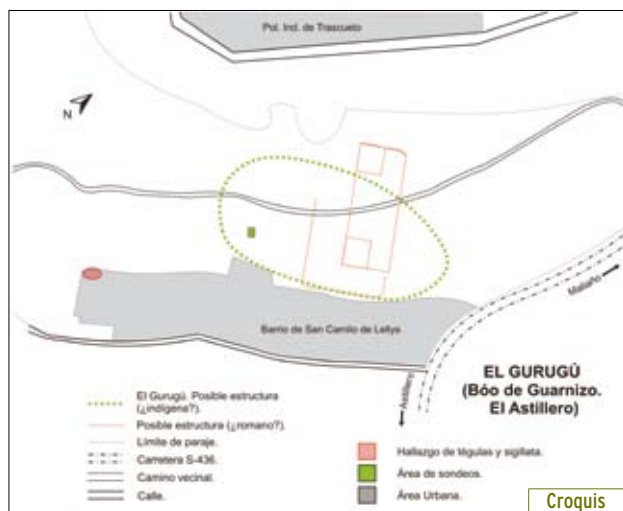 Pol. Ind. de Trascueto
N
Maliaño
Barrio de San Camilo de Lellys
Astillero
EL GURUGÚ
(Bóo de Guarnizo.
El Astillero)
El Gurugú. Posible estructura
(¿indígena?).
Posible estructura (¿romano?).
Límite de paraje.
Carretera S-436.
Camino vecinal.
Calle.
Hallazgo de tégulas y sigillata.
Área de sondeos.
Área Urbana.
Croquis